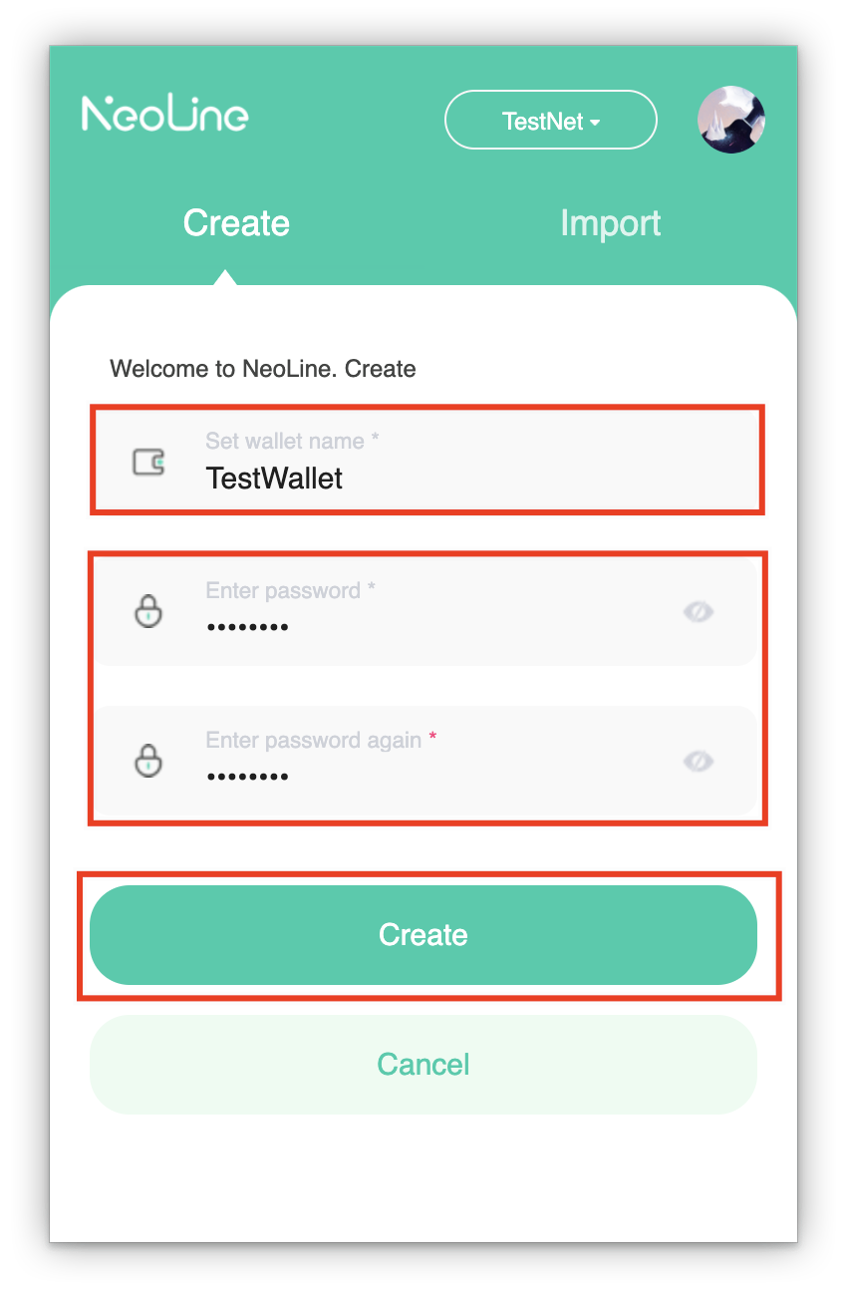 NeoLine
TestNet
Create
Import
Welcome to NeoLine. Create
Set wallet name *
TestWallet
Enter password *
••••••••
Enter password again *
••••••••
Create
Cancel